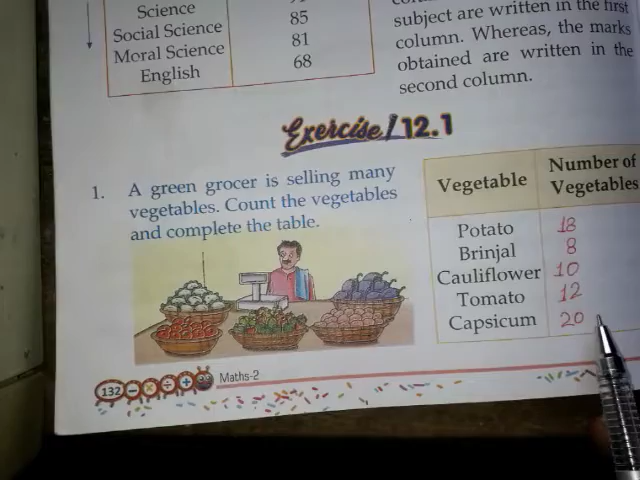 Science
Social Science 85
Moral Science 81
English 68
subject are written in the first
column. Whereas, the marks
obtained are written in the
second column.
Exercise 12.1
1. A green grocer is selling many
vegetables. Count the vegetables
and complete the table.
Vegetable Number of Vegetables
Potato 18
Brinjal 8
Cauliflower 10
Tomato 12
Capsicum 20
132 Maths-2